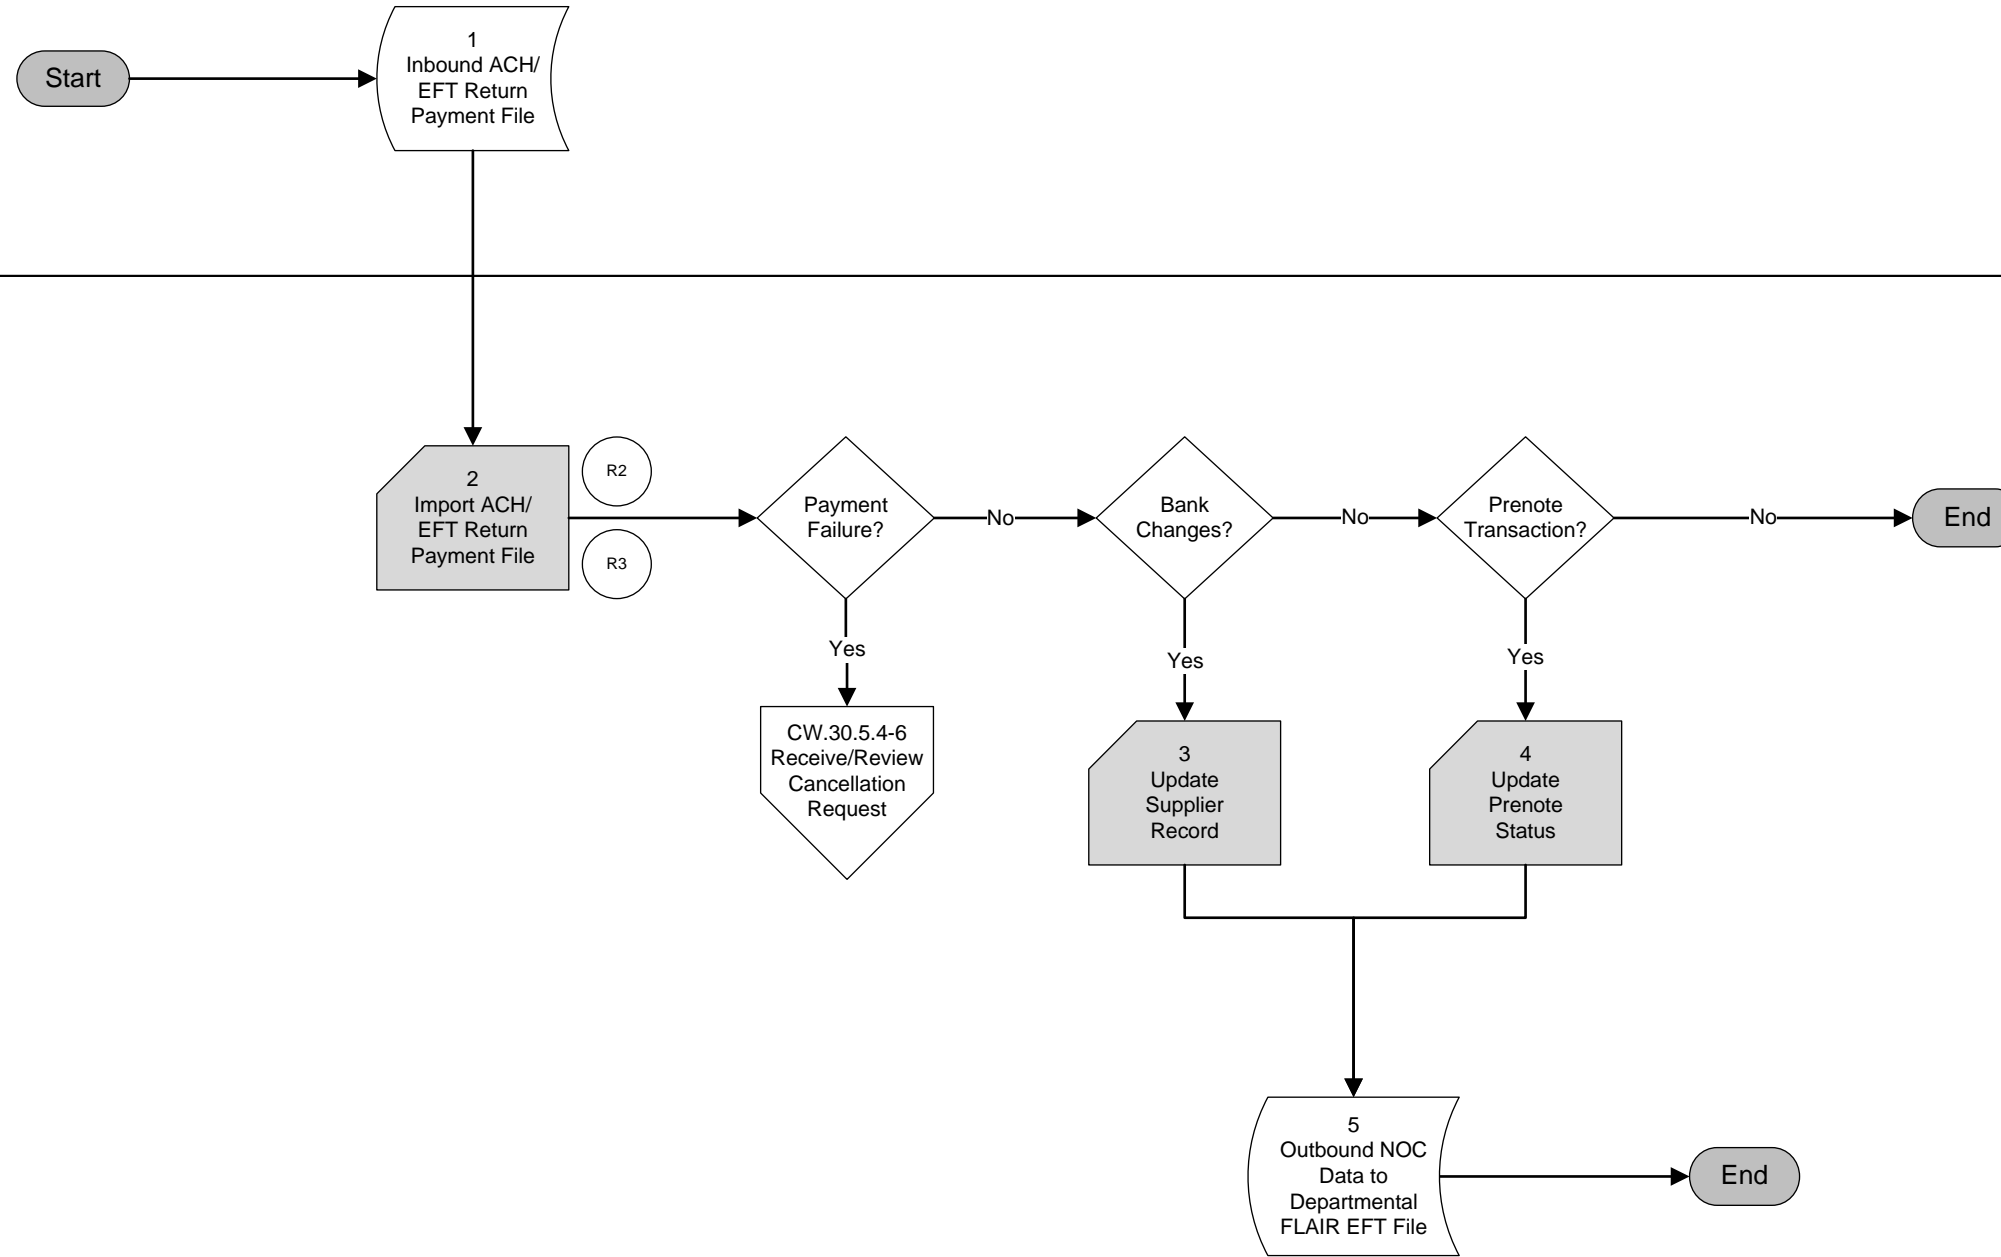 Start
1
Inbound ACH/
EFT Return
Payment File
2
Import ACH/
EFT Return
Payment File
R2
R3
Payment
Failure?
No
Bank
Changes?
No
Prenote
Transaction?
No
End
Yes
Yes
Yes
CW.30.5.4-6
Receive/Review
Cancellation
Request
3
Update
Supplier
Record
4
Update
Prenote
Status
5
Outbound NOC
Data to
Departmental
FLAIR EFT File
End